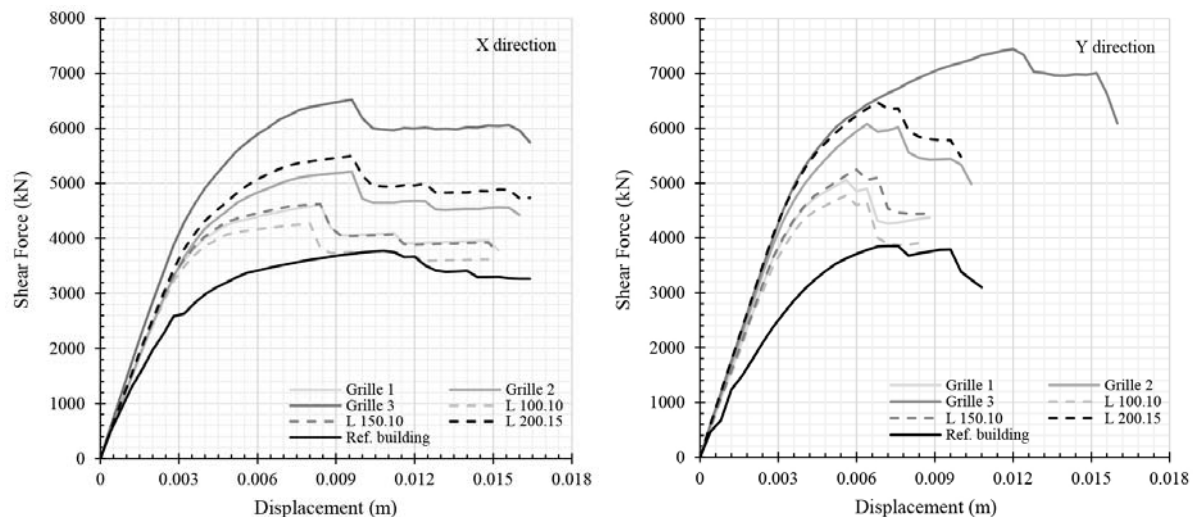 8000
7000
6000
5000
4000
3000
2000
1000
0
Shear Force (kN)
X direction
Grille 1
Grille 2
Grille 3
L 100.10
L 150.10
L 200.15
Ref. building
0 0.003 0.006 0.009 0.012 0.015 0.018
Displacement (m)
8000
7000
6000
5000
4000
3000
2000
1000
0
Shear Force (kN)
Y direction
Grille 1
Grille 2
Grille 3
L 100.10
L 150.10
L 200.15
Ref. building
0 0.003 0.006 0.009 0.012 0.015 0.018
Displacement (m)